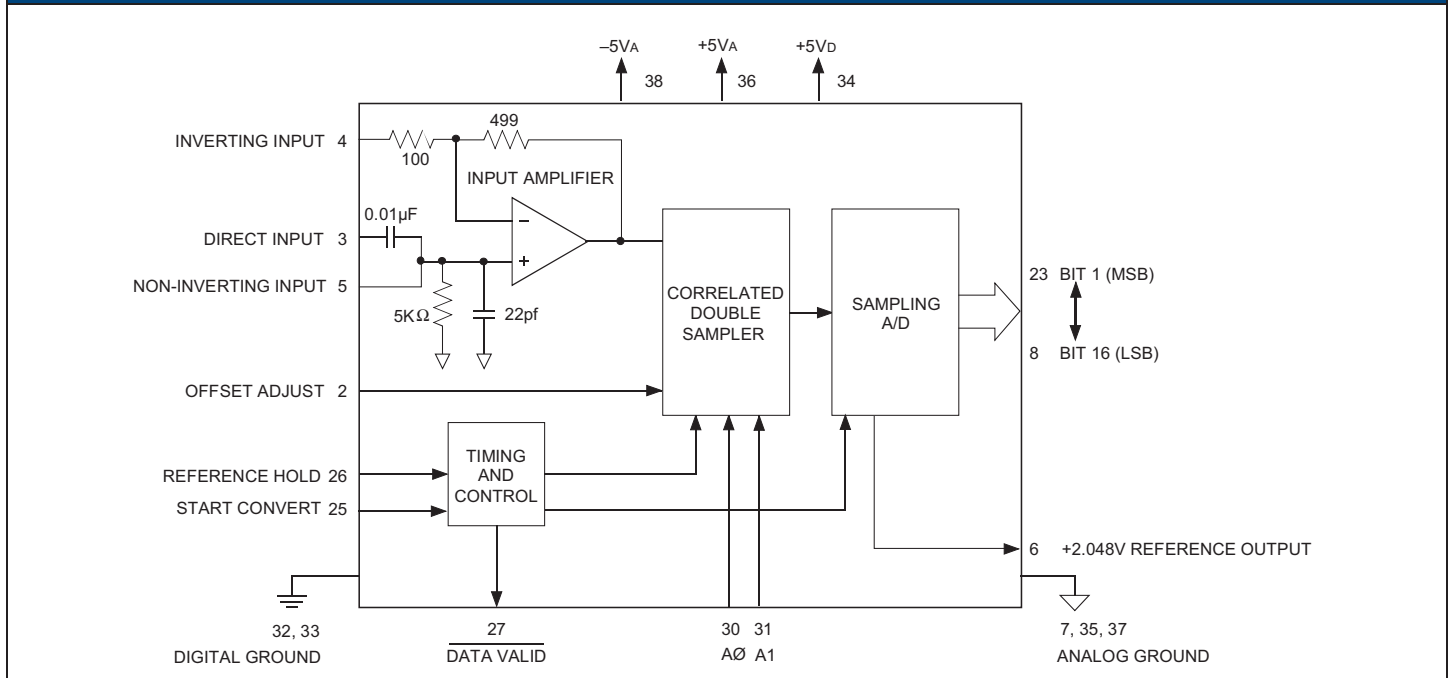 –5VA
+5VA
+5VD
38
36
34
INVERTING INPUT 4
100
499
INPUT AMPLIFIER
0.01µF
DIRECT INPUT 3
NON-INVERTING INPUT 5
–
+
5KΩ
22pf
CORRELATED
DOUBLE
SAMPLER
SAMPLING
A/D
23 BIT 1 (MSB)
8 BIT 16 (LSB)
OFFSET ADJUST 2
REFERENCE HOLD 26
START CONVERT 25
TIMING
AND
CONTROL
6 +2.048V REFERENCE OUTPUT
32, 33
DIGITAL GROUND
27
DATA VALID
30 31
AØ A1
7, 35, 37
ANALOG GROUND